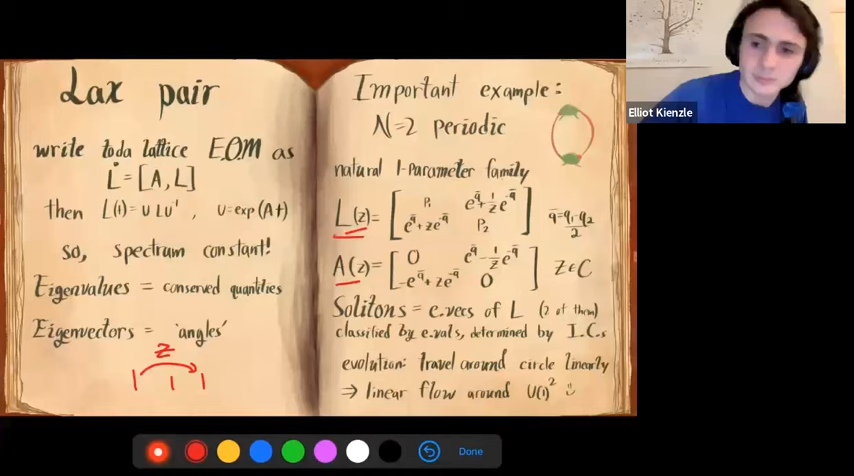 Lax pair
write toda lattice E.O.M as
L̇ = [A, L]
then L(t) = U L U⁻¹, U = exp(At)
so, spectrum constant!
Eigenvalues = conserved quantities
Eigenvectors = 'angles'
z
Important example:
N=2 periodic
natural 1-parameter family
L(z) = [ P₁ e^q̄ + 1/z e^-q̄
e^q̄ + z e^-q̄ P₂ ] q̄ = q₁-q₂/2
A(z) = [ 0 e^q̄ - 1/z e^-q̄
-e^q̄ + z e^-q̄ 0 ] z ∈ C
Solitons = e.vecs of L (2 of them)
classified by e.vals, determined by I.C.s
evolution: travel around circle linearly
⇒ linear flow around U(1)² :)
Elliot Kienzle
Done